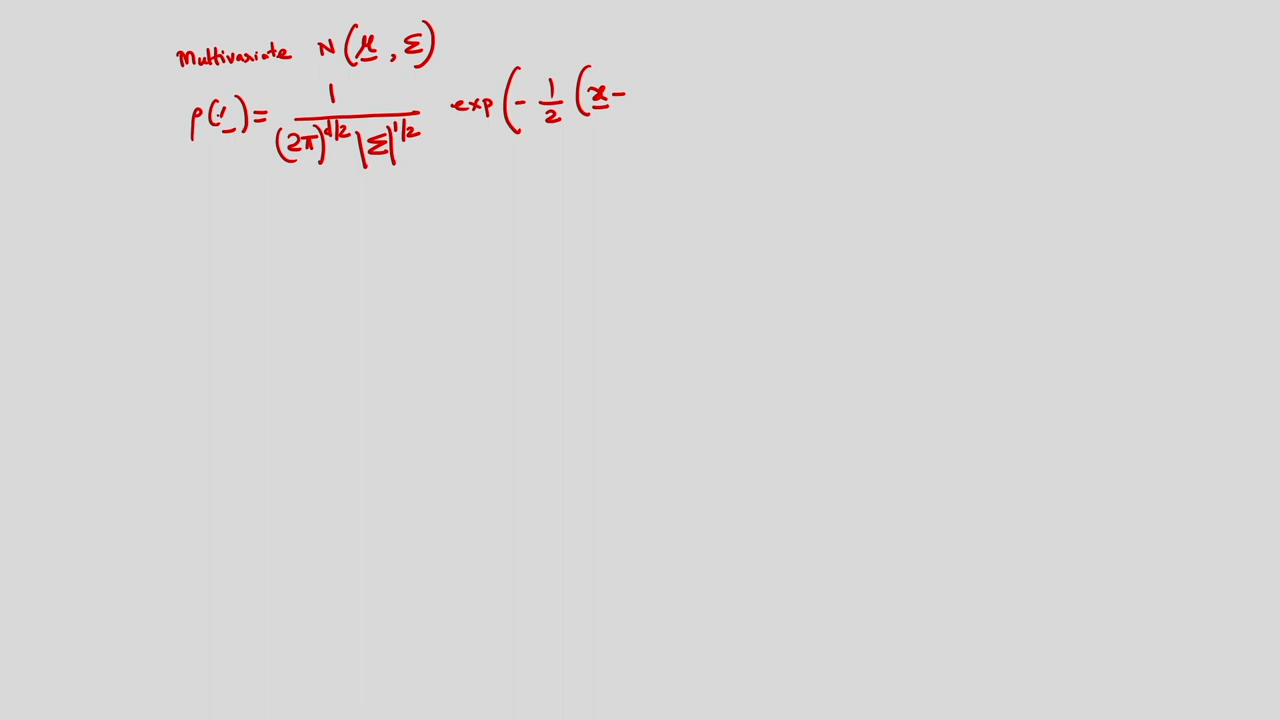 Multivariate N(μ, Σ)
p(x) = 1 / (2π)^{d/2} |Σ|^{1/2} exp(- 1/2 (x -